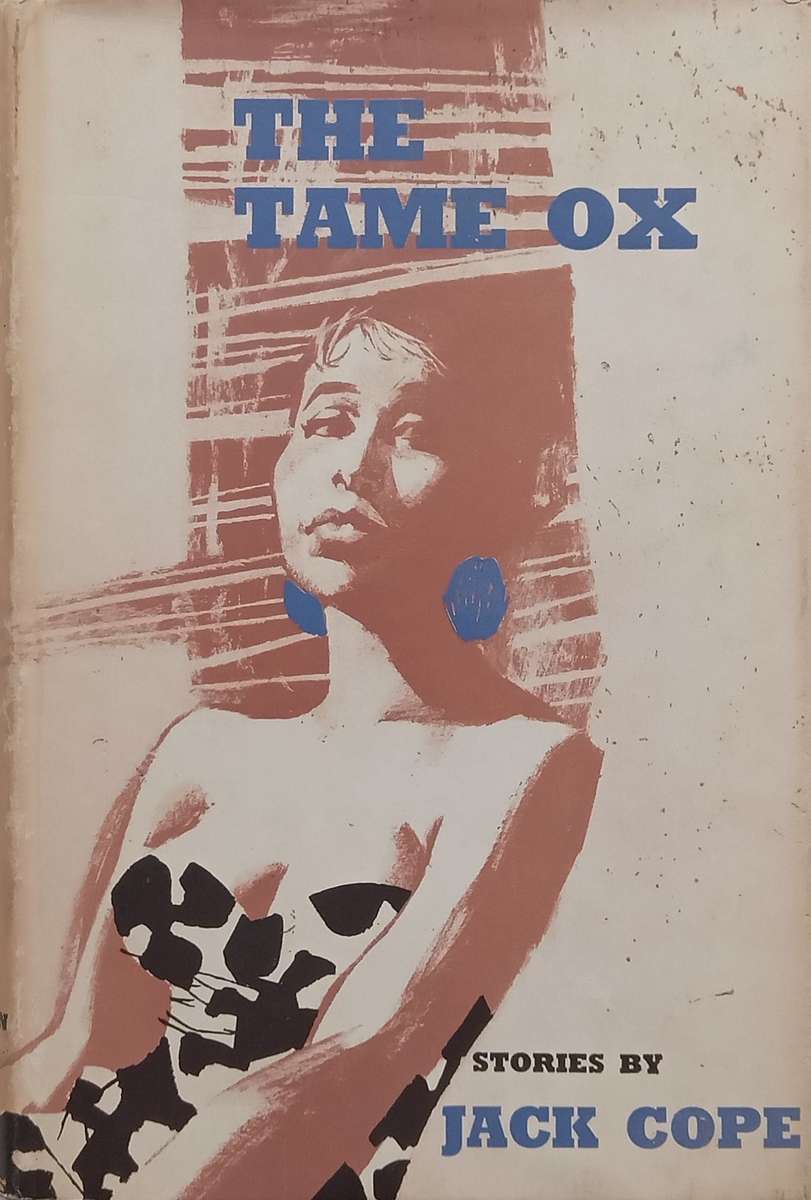 THE
TAME OX
STORIES BY
JACK COPE